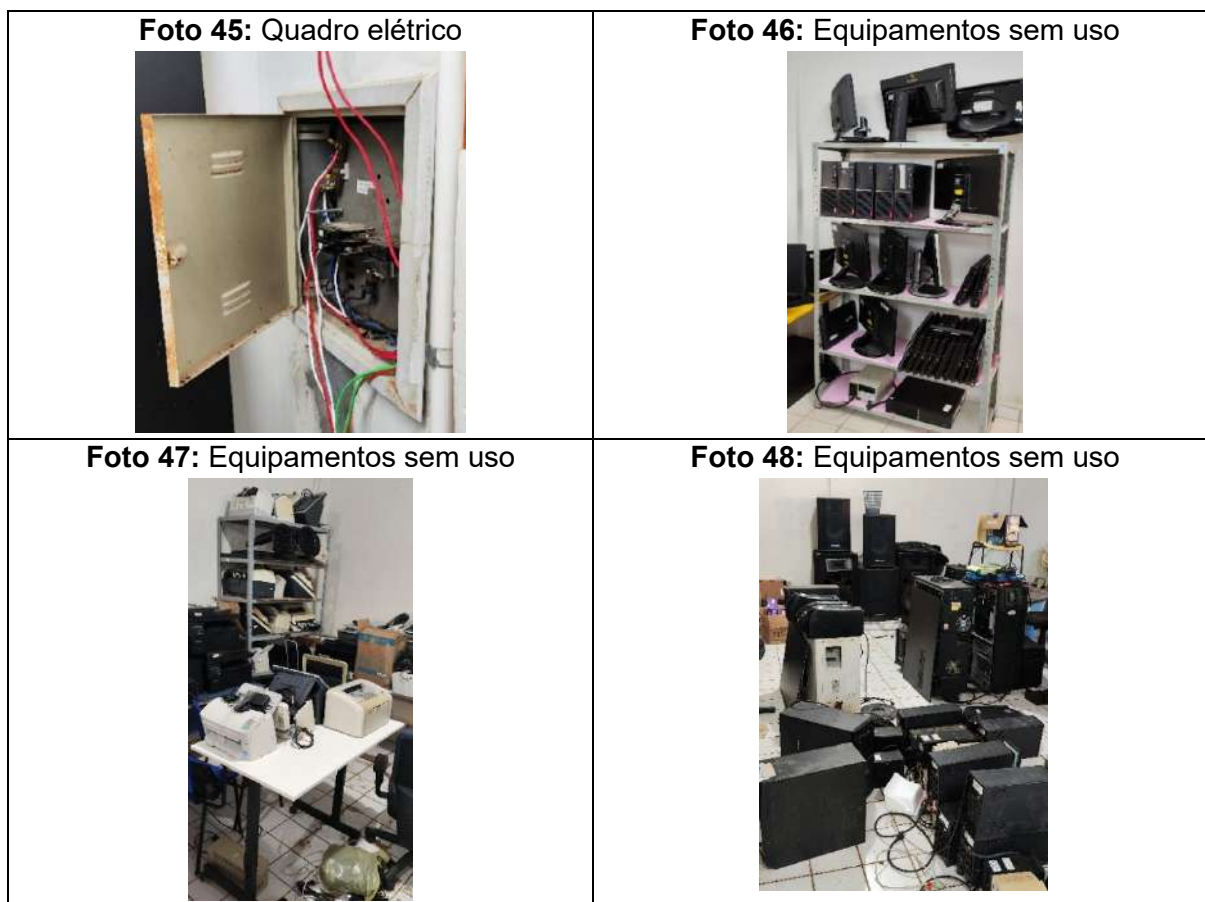 Foto 45: Quadro elétrico
Foto 46: Equipamentos sem uso
Foto 47: Equipamentos sem uso
Foto 48: Equipamentos sem uso